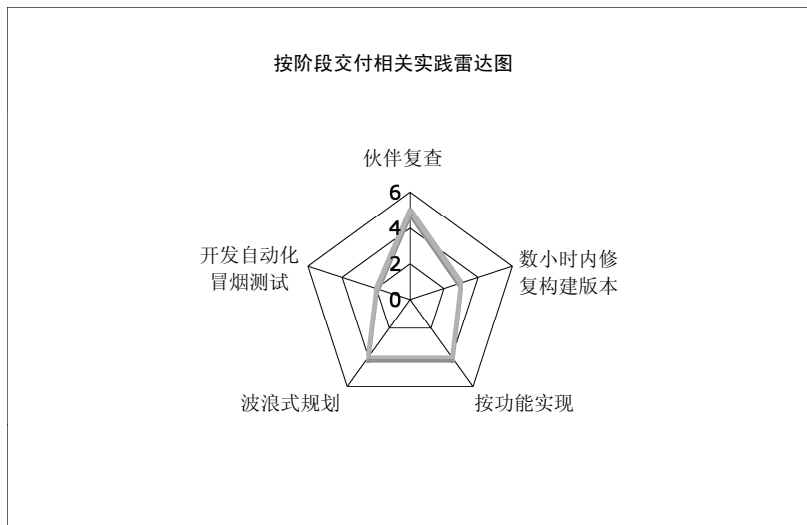 按阶段交付相关实践雷达图
伙伴复查
6
4
2
0
开发自动化
冒烟测试
数小时内修
复构建版本
波浪式规划
按功能实现